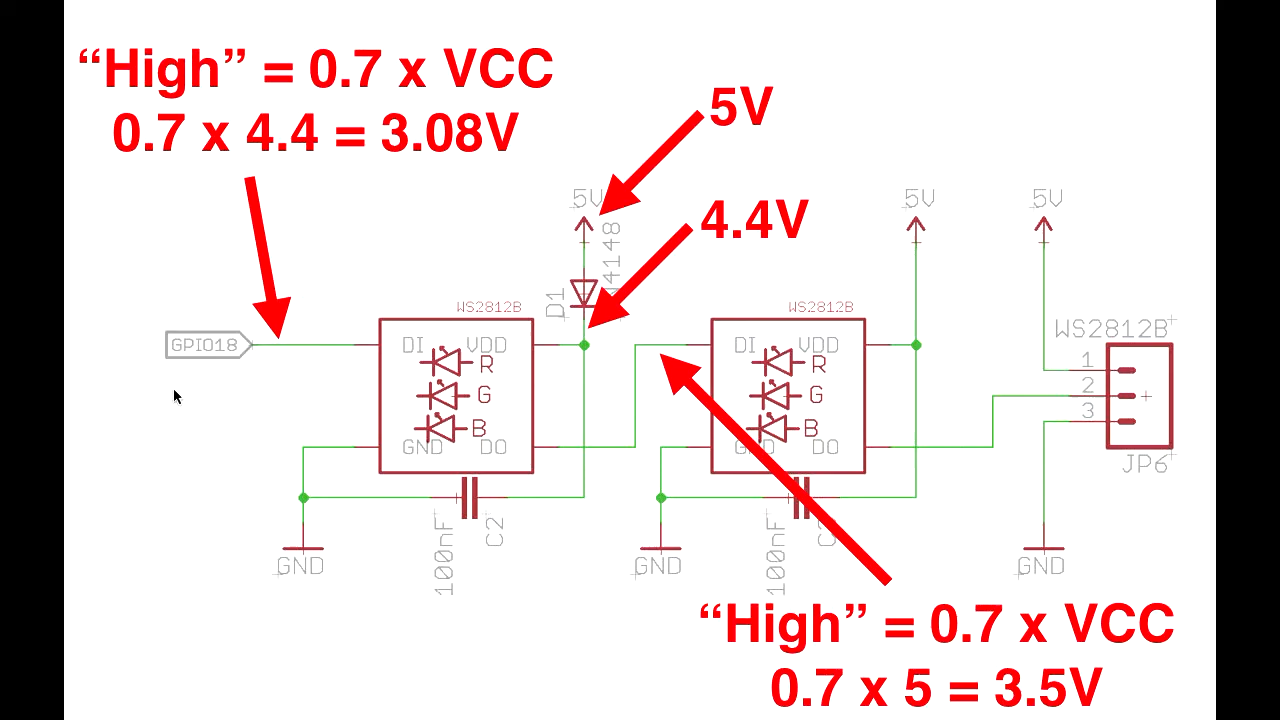 “High” = 0.7 x VCC
0.7 x 4.4 = 3.08V
5V
4.4V
5V
5V
5V
D1
N4148
WS2812B
WS2812B
WS2812B
GPIO18
DI
VDD
R
G
B
GND
DO
DI
VDD
R
G
B
GND
DO
1
2
3
JP6
100nF
C2
100nF
GND
GND
GND
“High” = 0.7 x VCC
0.7 x 5 = 3.5V